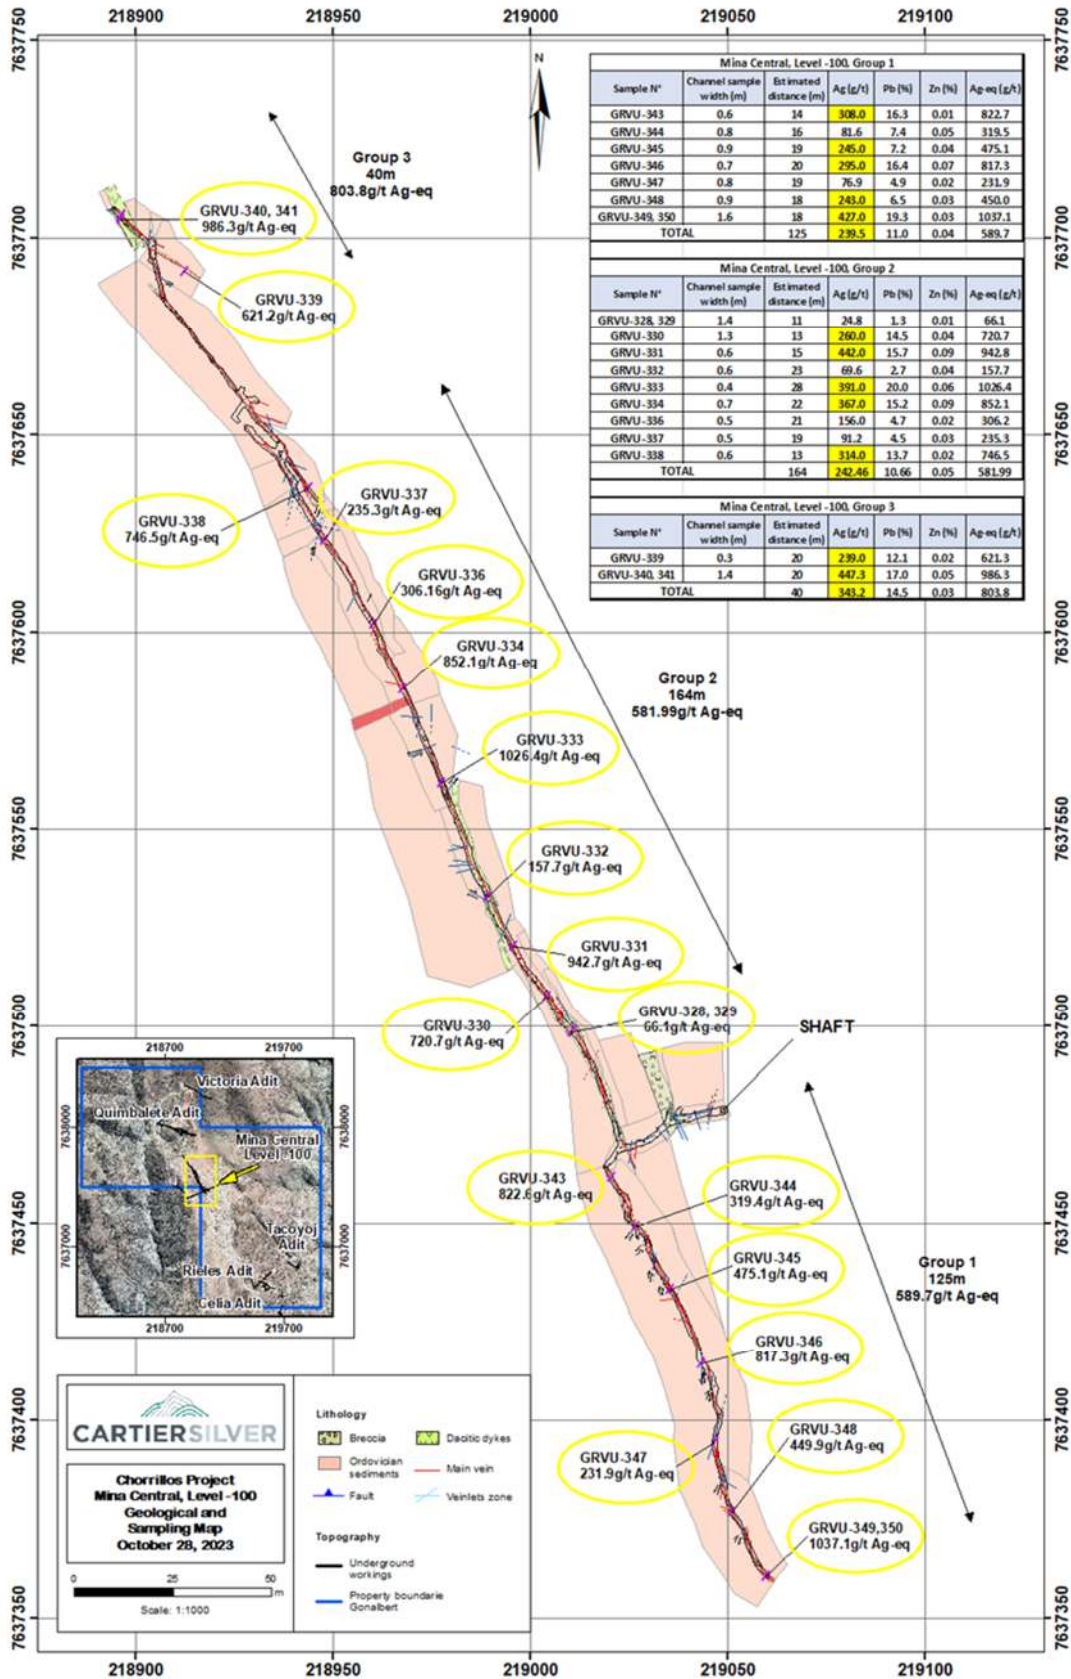 218900 218950 219000 219050 219100
7637750
7637750
N
Mina Central, Level -100, Group 1
Sample N° Channel sample width (m) Estimated distance (m) Ag (g/t) Pb (%) Zn (%) Ag-eq (g/t)
GRVU-343 0.6 14 308.0 16.3 0.01 822.7
GRVU-344 0.8 16 81.6 7.4 0.05 319.5
GRVU-345 0.9 19 245.0 7.2 0.04 475.1
GRVU-346 0.7 20 295.0 16.4 0.07 817.3
GRVU-347 0.8 19 76.9 4.9 0.02 231.9
GRVU-348 0.9 18 243.0 6.5 0.03 450.0
GRVU-349, 350 1.6 18 427.0 19.3 0.03 1037.1
TOTAL 125 239.5 11.0 0.04 589.7
Mina Central, Level -100, Group 2
Sample N° Channel sample width (m) Estimated distance (m) Ag (g/t) Pb (%) Zn (%) Ag-eq (g/t)
GRVU-328, 329 1.4 11 24.8 1.3 0.01 66.1
GRVU-330 1.3 13 260.0 14.5 0.04 720.7
GRVU-331 0.6 15 442.0 15.7 0.09 942.8
GRVU-332 0.6 23 69.6 2.7 0.04 157.7
GRVU-333 0.4 28 391.0 20.0 0.06 1026.4
GRVU-334 0.7 22 367.0 15.2 0.09 852.1
GRVU-336 0.5 21 156.0 4.7 0.02 306.2
GRVU-337 0.5 19 91.2 4.5 0.03 235.3
GRVU-338 0.6 13 314.0 13.7 0.02 746.5
TOTAL 164 242.46 10.66 0.05 581.99
Mina Central, Level -100, Group 3
Sample N° Channel sample width (m) Estimated distance (m) Ag (g/t) Pb (%) Zn (%) Ag-eq (g/t)
GRVU-339 0.3 20 239.0 12.1 0.02 621.3
GRVU-340, 341 1.4 20 447.3 17.0 0.05 986.3
TOTAL 40 343.2 14.5 0.03 803.8
Group 3
40m
803.8g/t Ag-eq
GRVU-340, 341
986.3g/t Ag-eq
7637700
7637700
GRVU-339
621.2g/t Ag-eq
7637650
7637650
GRVU-337
235.3g/t Ag-eq
GRVU-338
746.5g/t Ag-eq
GRVU-336
306.16g/t Ag-eq
7637600
7637600
GRVU-334
852.1g/t Ag-eq
Group 2
164m
581.99g/t Ag-eq
GRVU-333
1026.4g/t Ag-eq
7637550
7637550
GRVU-332
157.7g/t Ag-eq
GRVU-331
942.7g/t Ag-eq
7637500
7637500
GRVU-328, 329
66.1g/t Ag-eq
GRVU-330
720.7g/t Ag-eq
SHAFT
218700 219700
Victoria Adit
Quimbalete Adit
Mina Central
Level -100
Tacoyoj
Adit
Rieles Adit
Celia Adit
7638000
7638000
7637000
7637000
218700 219700
GRVU-343
822.6g/t Ag-eq
GRVU-344
319.4g/t Ag-eq
7637450
7637450
GRVU-345
475.1g/t Ag-eq
Group 1
125m
589.7g/t Ag-eq
GRVU-346
817.3g/t Ag-eq
7637400
7637400
GRVU-348
449.9g/t Ag-eq
GRVU-347
231.9g/t Ag-eq
GRVU-349,350
1037.1g/t Ag-eq
7637350
7637350
CARTIERSILVER
Chorrillos Project
Mina Central, Level -100
Geological and
Sampling Map
October 28, 2023
0 25 50
m
Scale: 1:1000
Lithology
Breccia
Dacitic dykes
Ordovician
sediments
Main vein
Fault
Veinlets zone
Topography
Underground
workings
Property boundarie
Gonalbert
218900 218950 219000 219050 219100